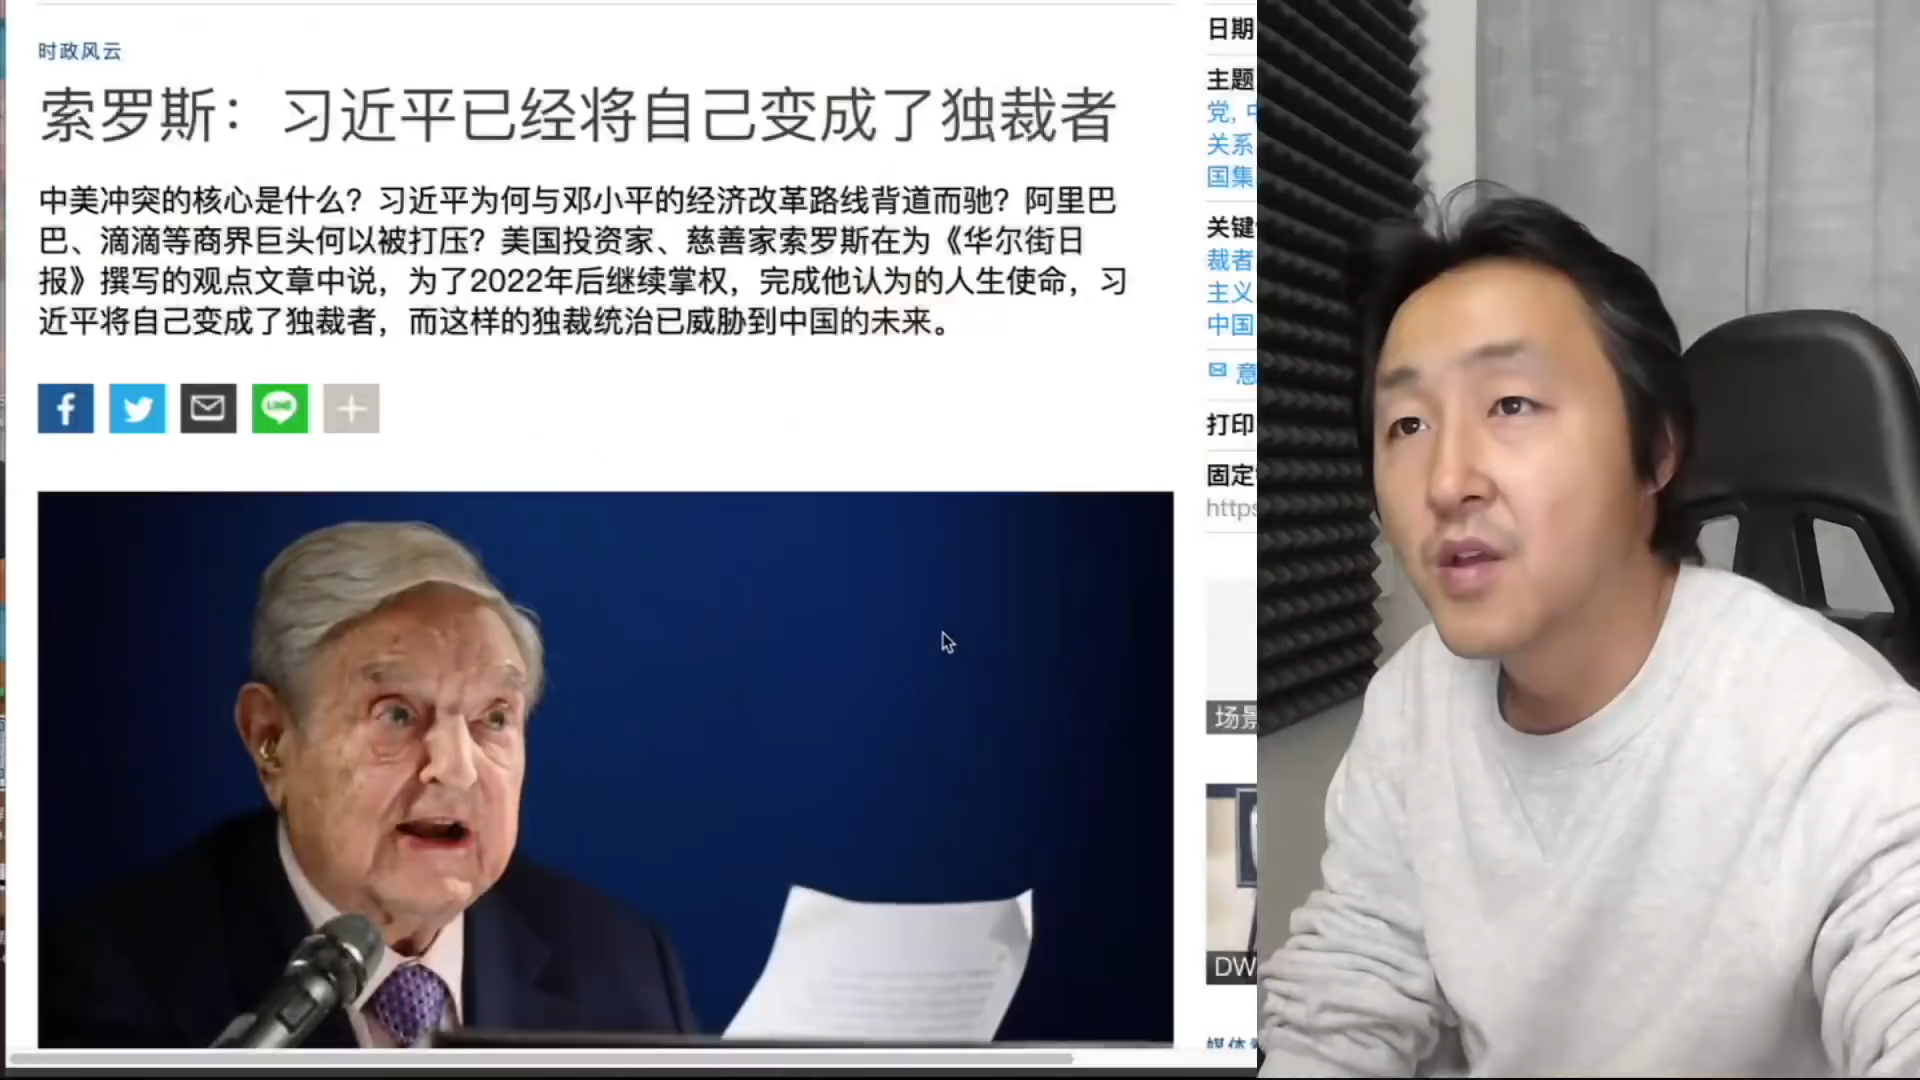 时政风云
索罗斯：习近平已经将自己变成了独裁者
中美冲突的核心是什么？习近平为何与邓小平的经济改革路线背道而驰？阿里巴
巴、滴滴等商界巨头何以被打压？美国投资家、慈善家索罗斯在为《华尔街日
报》撰写的观点文章中说，为了2022年后继续掌权，完成他认为的人生使命，习
近平将自己变成了独裁者，而这样的独裁统治已威胁到中国的未来。
LINE
日期
主题
党, 中
关系
国集
关键
裁者
主义
中国
意
打印
固定
https
场景
DW
媒体